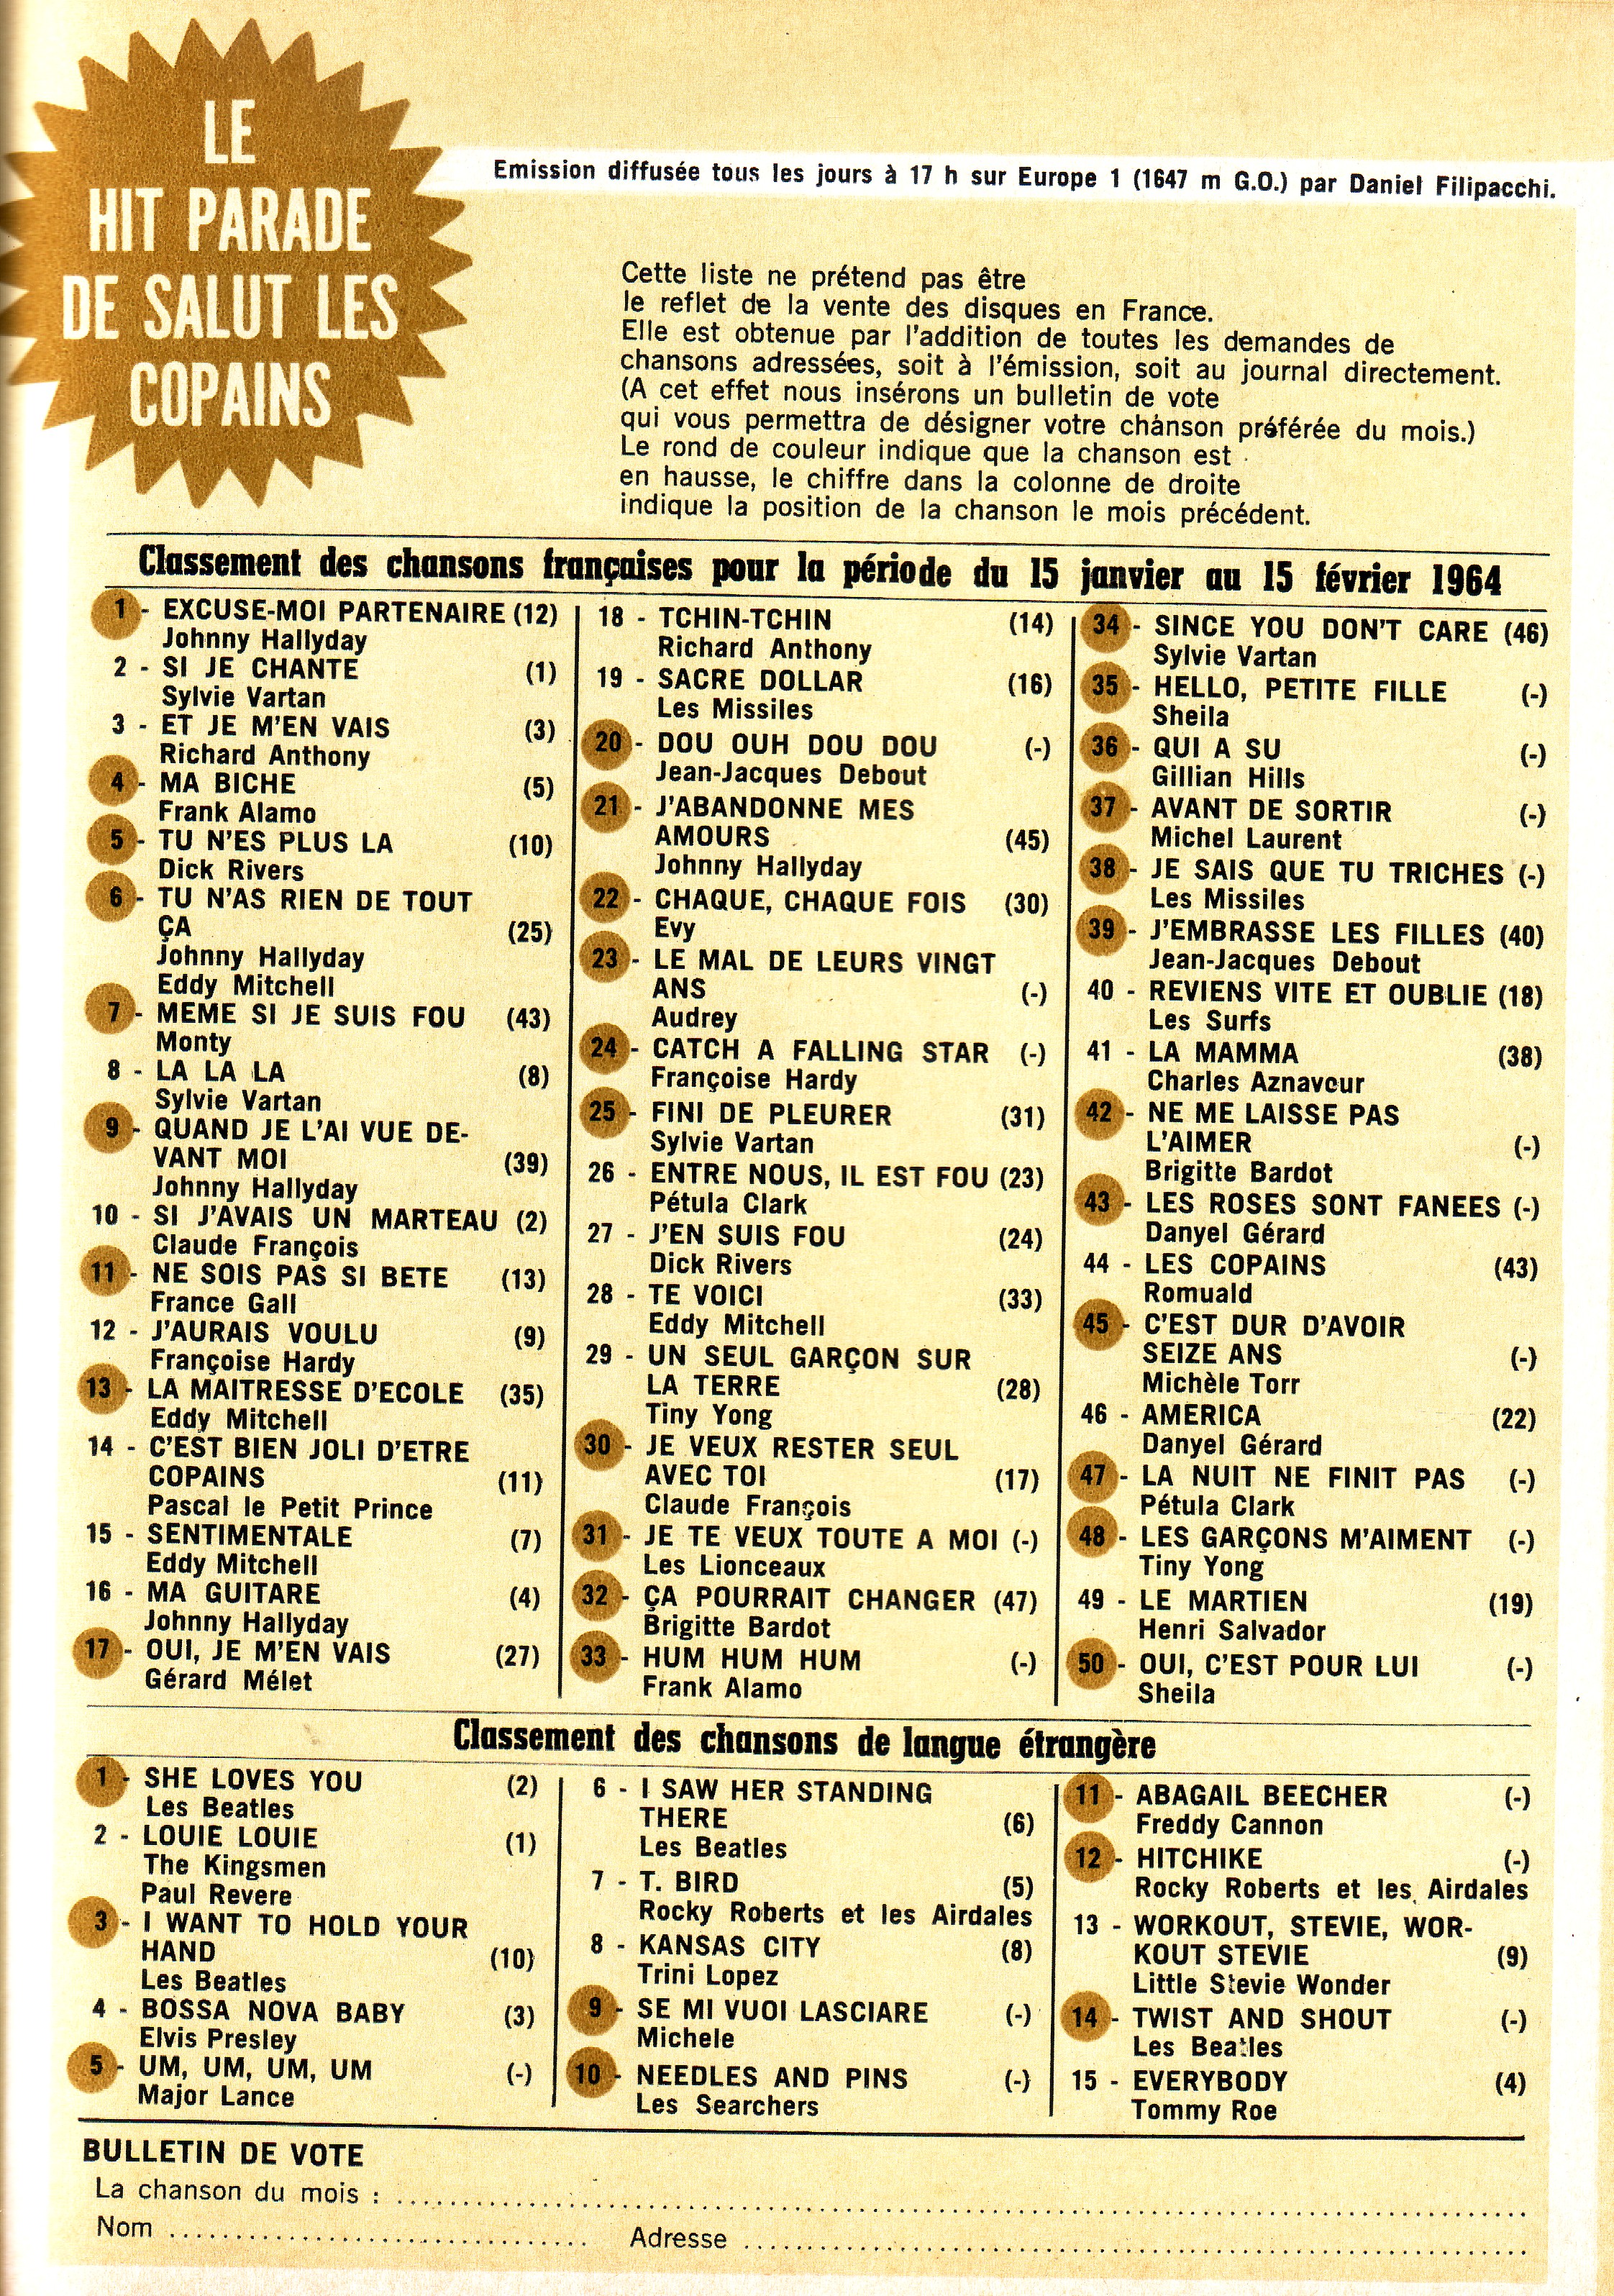 LE
HIT PARADE
DE SALUT LES
COPAINS
Emission diffusée tous les jours à 17 h sur Europe 1 (1647 m G.O.) par Daniel Filipacchi.
Cette liste ne prétend pas être
le reflet de la vente des disques en France.
Elle est obtenue par l'addition de toutes les demandes de
chansons adressées, soit à l'émission, soit au journal directement.
(A cet effet nous insérons un bulletin de vote
qui vous permettra de désigner votre chanson préférée du mois.)
Le rond de couleur indique que la chanson est
en hausse, le chiffre dans la colonne de droite
indique la position de la chanson le mois précédent.
Classement des chansons françaises pour la période du 15 janvier au 15 février 1964
1 - EXCUSE-MOI PARTENAIRE (12)
Johnny Hallyday
2 - SI JE CHANTE (1)
Sylvie Vartan
3 - ET JE M'EN VAIS (3)
Richard Anthony
4 - MA BICHE (5)
Frank Alamo
5 - TU N'ES PLUS LA (10)
Dick Rivers
6 - TU N'AS RIEN DE TOUT
ÇA (25)
Johnny Hallyday
Eddy Mitchell
7 - MEME SI JE SUIS FOU (43)
Monty
8 - LA LA LA (8)
Sylvie Vartan
9 - QUAND JE L'AI VUE DE-
VANT MOI (39)
Johnny Hallyday
10 - SI J'AVAIS UN MARTEAU (2)
Claude François
11 - NE SOIS PAS SI BETE (13)
France Gall
12 - J'AURAIS VOULU (9)
Françoise Hardy
13 - LA MAITRESSE D'ECOLE (35)
Eddy Mitchell
14 - C'EST BIEN JOLI D'ETRE
COPAINS (11)
Pascal le Petit Prince
15 - SENTIMENTALE (7)
Eddy Mitchell
16 - MA GUITARE (4)
Johnny Hallyday
17 - OUI, JE M'EN VAIS (27)
Gérard Mélet
18 - TCHIN-TCHIN (14)
Richard Anthony
19 - SACRE DOLLAR (16)
Les Missiles
20 - DOU OUH DOU DOU (-)
Jean-Jacques Debout
21 - J'ABANDONNE MES
AMOURS (45)
Johnny Hallyday
22 - CHAQUE, CHAQUE FOIS (30)
Evy
23 - LE MAL DE LEURS VINGT
ANS (-)
Audrey
24 - CATCH A FALLING STAR (-)
Françoise Hardy
25 - FINI DE PLEURER (31)
Sylvie Vartan
26 - ENTRE NOUS, IL EST FOU (23)
Pétula Clark
27 - J'EN SUIS FOU (24)
Dick Rivers
28 - TE VOICI (33)
Eddy Mitchell
29 - UN SEUL GARÇON SUR
LA TERRE (28)
Tiny Yong
30 - JE VEUX RESTER SEUL
AVEC TOI (17)
Claude François
31 - JE TE VEUX TOUTE A MOI (-)
Les Lionceaux
32 - ÇA POURRAIT CHANGER (47)
Brigitte Bardot
33 - HUM HUM HUM (-)
Frank Alamo
34 - SINCE YOU DON'T CARE (46)
Sylvie Vartan
35 - HELLO, PETITE FILLE (-)
Sheila
36 - QUI A SU (-)
Gillian Hills
37 - AVANT DE SORTIR (-)
Michel Laurent
38 - JE SAIS QUE TU TRICHES (-)
Les Missiles
39 - J'EMBRASSE LES FILLES (40)
Jean-Jacques Debout
40 - REVIENS VITE ET OUBLIE (18)
Les Surfs
41 - LA MAMMA (38)
Charles Aznavour
42 - NE ME LAISSE PAS
L'AIMER (-)
Brigitte Bardot
43 - LES ROSES SONT FANEES (-)
Danyel Gérard
44 - LES COPAINS (43)
Romuald
45 - C'EST DUR D'AVOIR
SEIZE ANS (-)
Michèle Torr
46 - AMERICA (22)
Danyel Gérard
47 - LA NUIT NE FINIT PAS (-)
Pétula Clark
48 - LES GARÇONS M'AIMENT (-)
Tiny Yong
49 - LE MARTIEN (19)
Henri Salvador
50 - OUI, C'EST POUR LUI (-)
Sheila
Classement des chansons de langue étrangère
1 - SHE LOVES YOU (2)
Les Beatles
2 - LOUIE LOUIE (1)
The Kingsmen
Paul Revere
3 - I WANT TO HOLD YOUR
HAND (10)
Les Beatles
4 - BOSSA NOVA BABY (3)
Elvis Presley
5 - UM, UM, UM, UM (-)
Major Lance
6 - I SAW HER STANDING
THERE (6)
Les Beatles
7 - T. BIRD (5)
Rocky Roberts et les Airdales
8 - KANSAS CITY (8)
Trini Lopez
9 - SE MI VUOI LASCIARE (-)
Michele
10 - NEEDLES AND PINS (-)
Les Searchers
11 - ABAGAIL BEECHER (-)
Freddy Cannon
12 - HITCHIKE (-)
Rocky Roberts et les Airdales
13 - WORKOUT, STEVIE, WOR-
KOUT STEVIE (9)
Little Stevie Wonder
14 - TWIST AND SHOUT (-)
Les Beatles
15 - EVERYBODY (4)
Tommy Roe
BULLETIN DE VOTE
La chanson du mois :
Nom Adresse